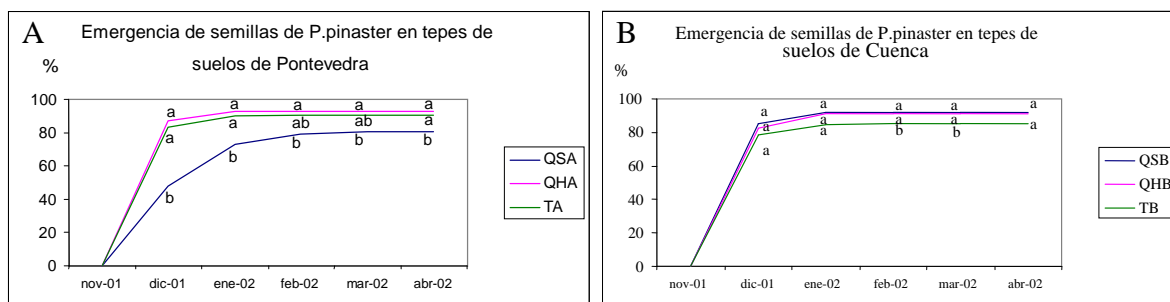 A
Emergencia de semillas de P.pinaster en tepes de
suelos de Pontevedra
%
100
80
60
40
20
0
a a a a a
a a ab ab a
b b b b b
nov-01 dic-01 ene-02 feb-02 mar-02 abr-02
QSA
QHA
TA
B
Emergencia de semillas de P.pinaster en tepes de
suelos de Cuenca
%
100
80
60
40
20
0
a a a a a
a a a a
a a b b a
nov-01 dic-01 ene-02 feb-02 mar-02 abr-02
QSB
QHB
TB